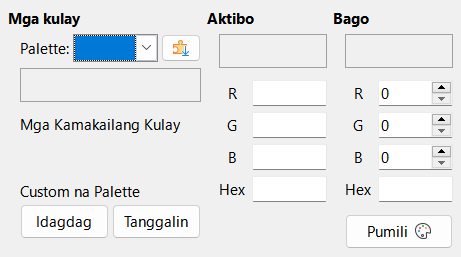 Mga kulay Aktibo Bago
Palette:
R R 0
G G 0
Mga Kamakailang Kulay
B B 0
Custom na Palette Hex Hex
Idagdag Tanggalin Pumili